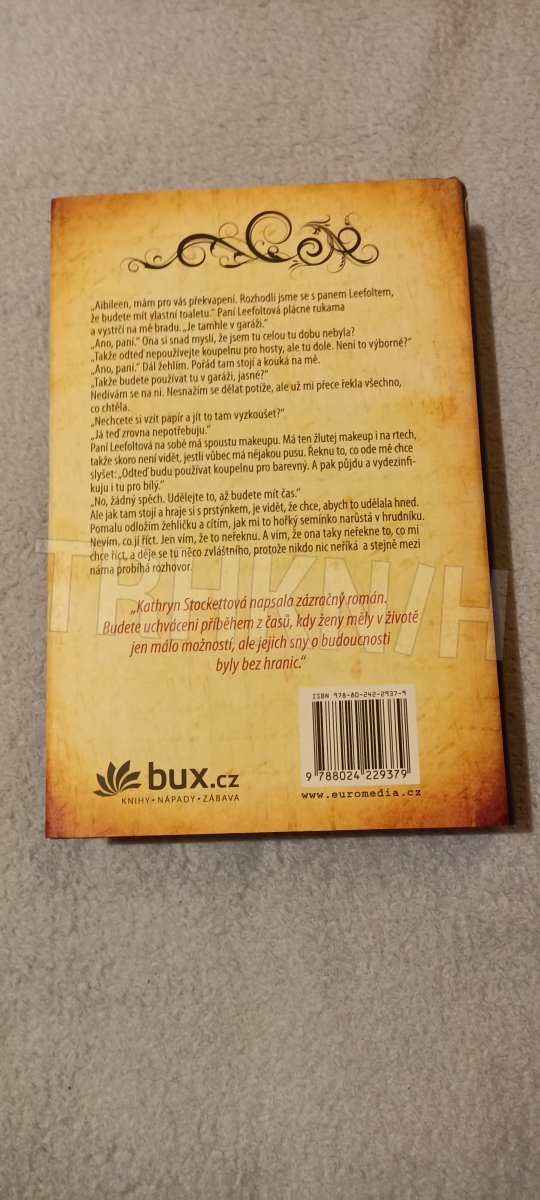 „Aibileen, mám pro vás překvapení. Rozhodli jsme se s panem Leefoltem,
že budete mít vlastní toaletu.“ Paní Leefoltová plácne rukama
a vystrčí na mě bradu. „Je tamhle v garáži.“
„Ano, paní.“ Ona si snad myslí, že jsem tu celou tu dobu nebyla?
„Takže odteď nepoužívejte koupelnu pro hosty, ale tu dole. Není to výborné?“
„Ano, paní.“ Dál žehlím. Pořád tam stojí a kouká na mě.
„Takže budete používat tu v garáži, jasné?“
Nedívám se na ni. Nesnažím se dělat potíže, ale už mi přece řekla všechno,
co chtěla.
„Nechcete si vzít papír a jít to tam vyzkoušet?“
„Já teď zrovna nepotřebuju.“
Paní Leefoltová na sobě má spoustu makeupu. Má ten žlutej makeup i na rtech,
takže skoro není vidět, jestli vůbec má nějakou pusu. Řeknu to, co ode mě chce
slyšet: „Odteď budu používat koupelnu pro barevný. A pak půjdu a vydezinfi-
kuju i tu pro bílý.“
„No, žádný spěch. Udělejte to, až budete mít čas.“
Ale jak tam stojí a hraje si s prstýnkem, je vidět, že chce, abych to udělala hned.
Pomalu odložím žehličku a cítím, jak mi to hořký semínko narůstá v hrudníku.
Nevím, co jí říct. Jen vím, že to neřeknu. A vím, že ona taky neřekne to, co mi
chce říct, a děje se tu něco zvláštního, protože nikdo nic neříká a stejně mezi
náma probíhá rozhovor.
„Kathryn Stockettová napsala zázračný román.
Budete uchváceni příběhem z časů, kdy ženy měly v životě
jen málo možností, ale jejich sny o budoucnosti
byly bez hranic.“
ISBN 978-80-242-2937-9
9 788024 229379
www.euromedia.cz
bux.cz
KNIHY • NÁPADY • ZÁBAVA
TRHKNIH